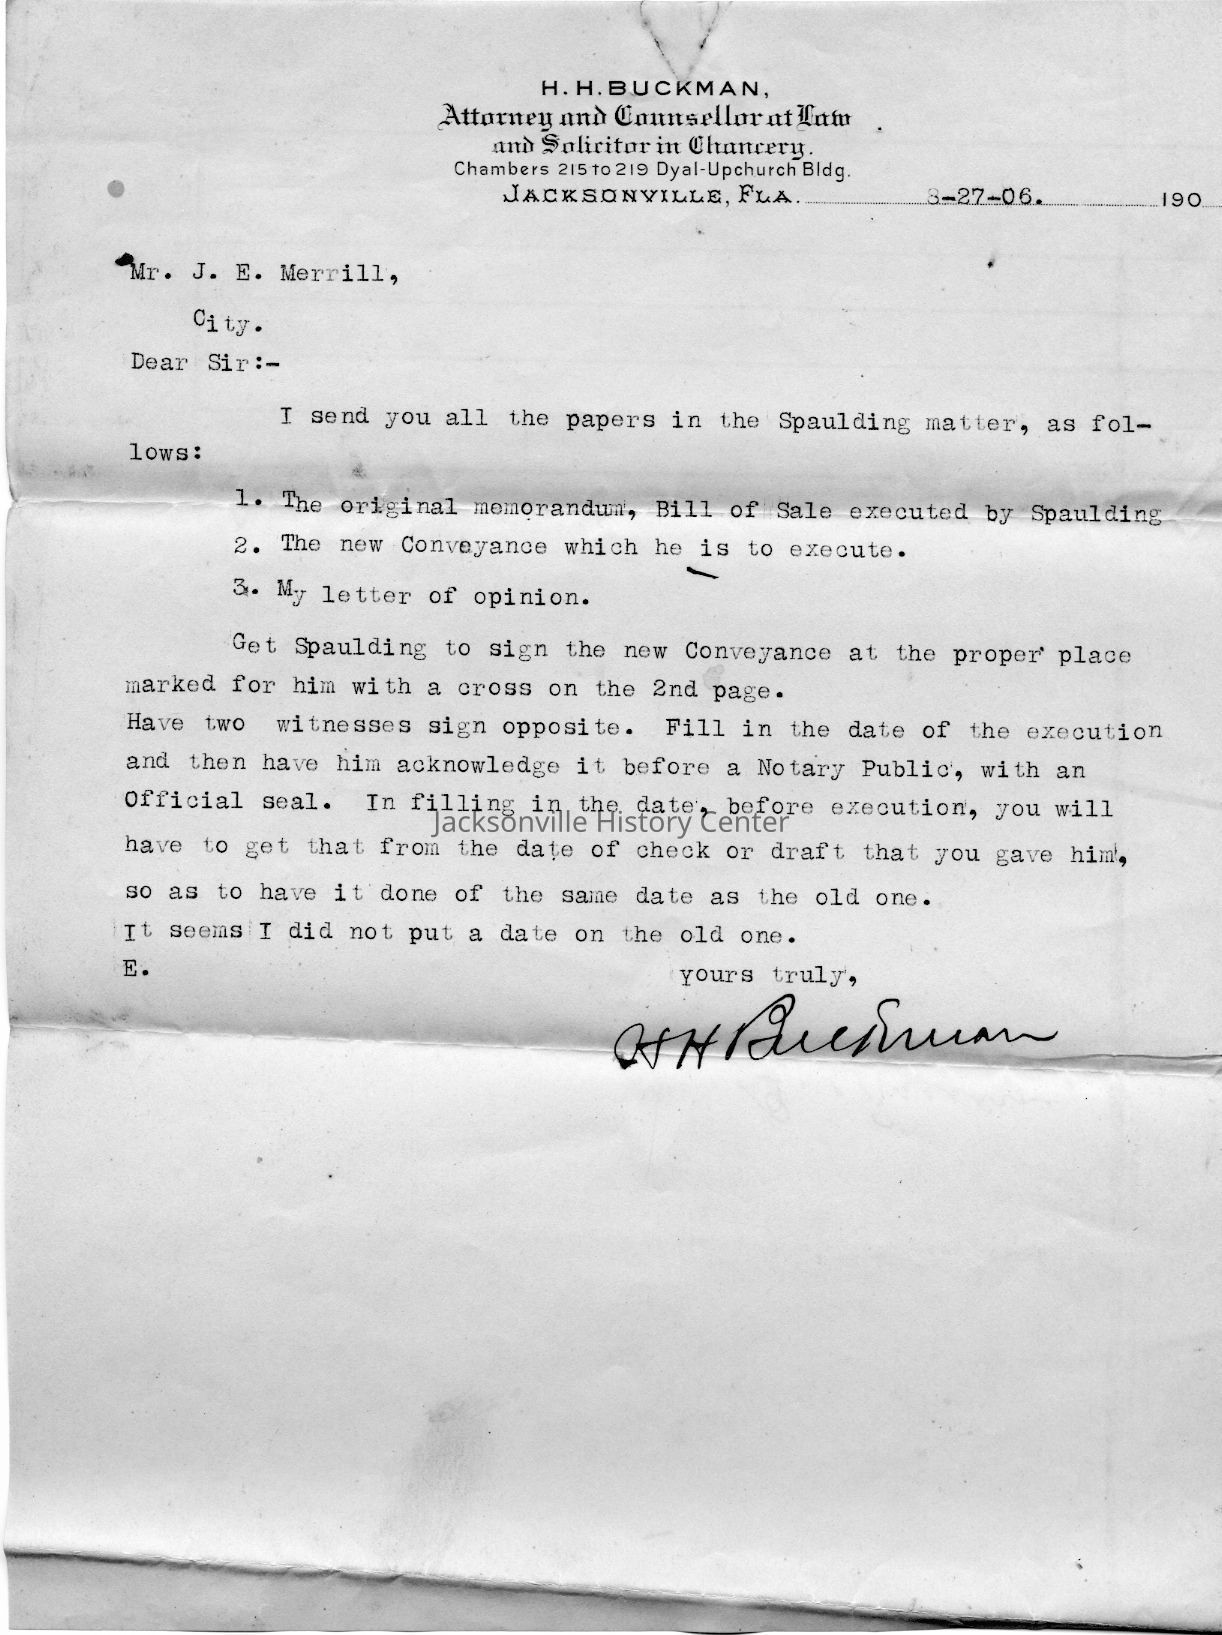 H. H. BUCKMAN,
Attorney and Counsellor at Law
and Solicitor in Chancery.
Chambers 215 to 219 Dyal-Upchurch Bldg.
JACKSONVILLE, FLA. 8-27-06. 190
Mr. J. E. Merrill,
City.
Dear Sir:-
I send you all the papers in the Spaulding matter, as fol-
lows:
1. The original memorandum, Bill of Sale executed by Spaulding
2. The new Conveyance which he is to execute.
3. My letter of opinion.
Get Spaulding to sign the new Conveyance at the proper place
marked for him with a cross on the 2nd page.
Have two witnesses sign opposite. Fill in the date of the execution
and then have him acknowledge it before a Notary Public, with an
Official seal. In filling in the date, before execution, you will
Jacksonville History Center
have to get that from the date of check or draft that you gave him,
so as to have it done of the same date as the old one.
It seems I did not put a date on the old one.
E. yours truly,
H H Buckman